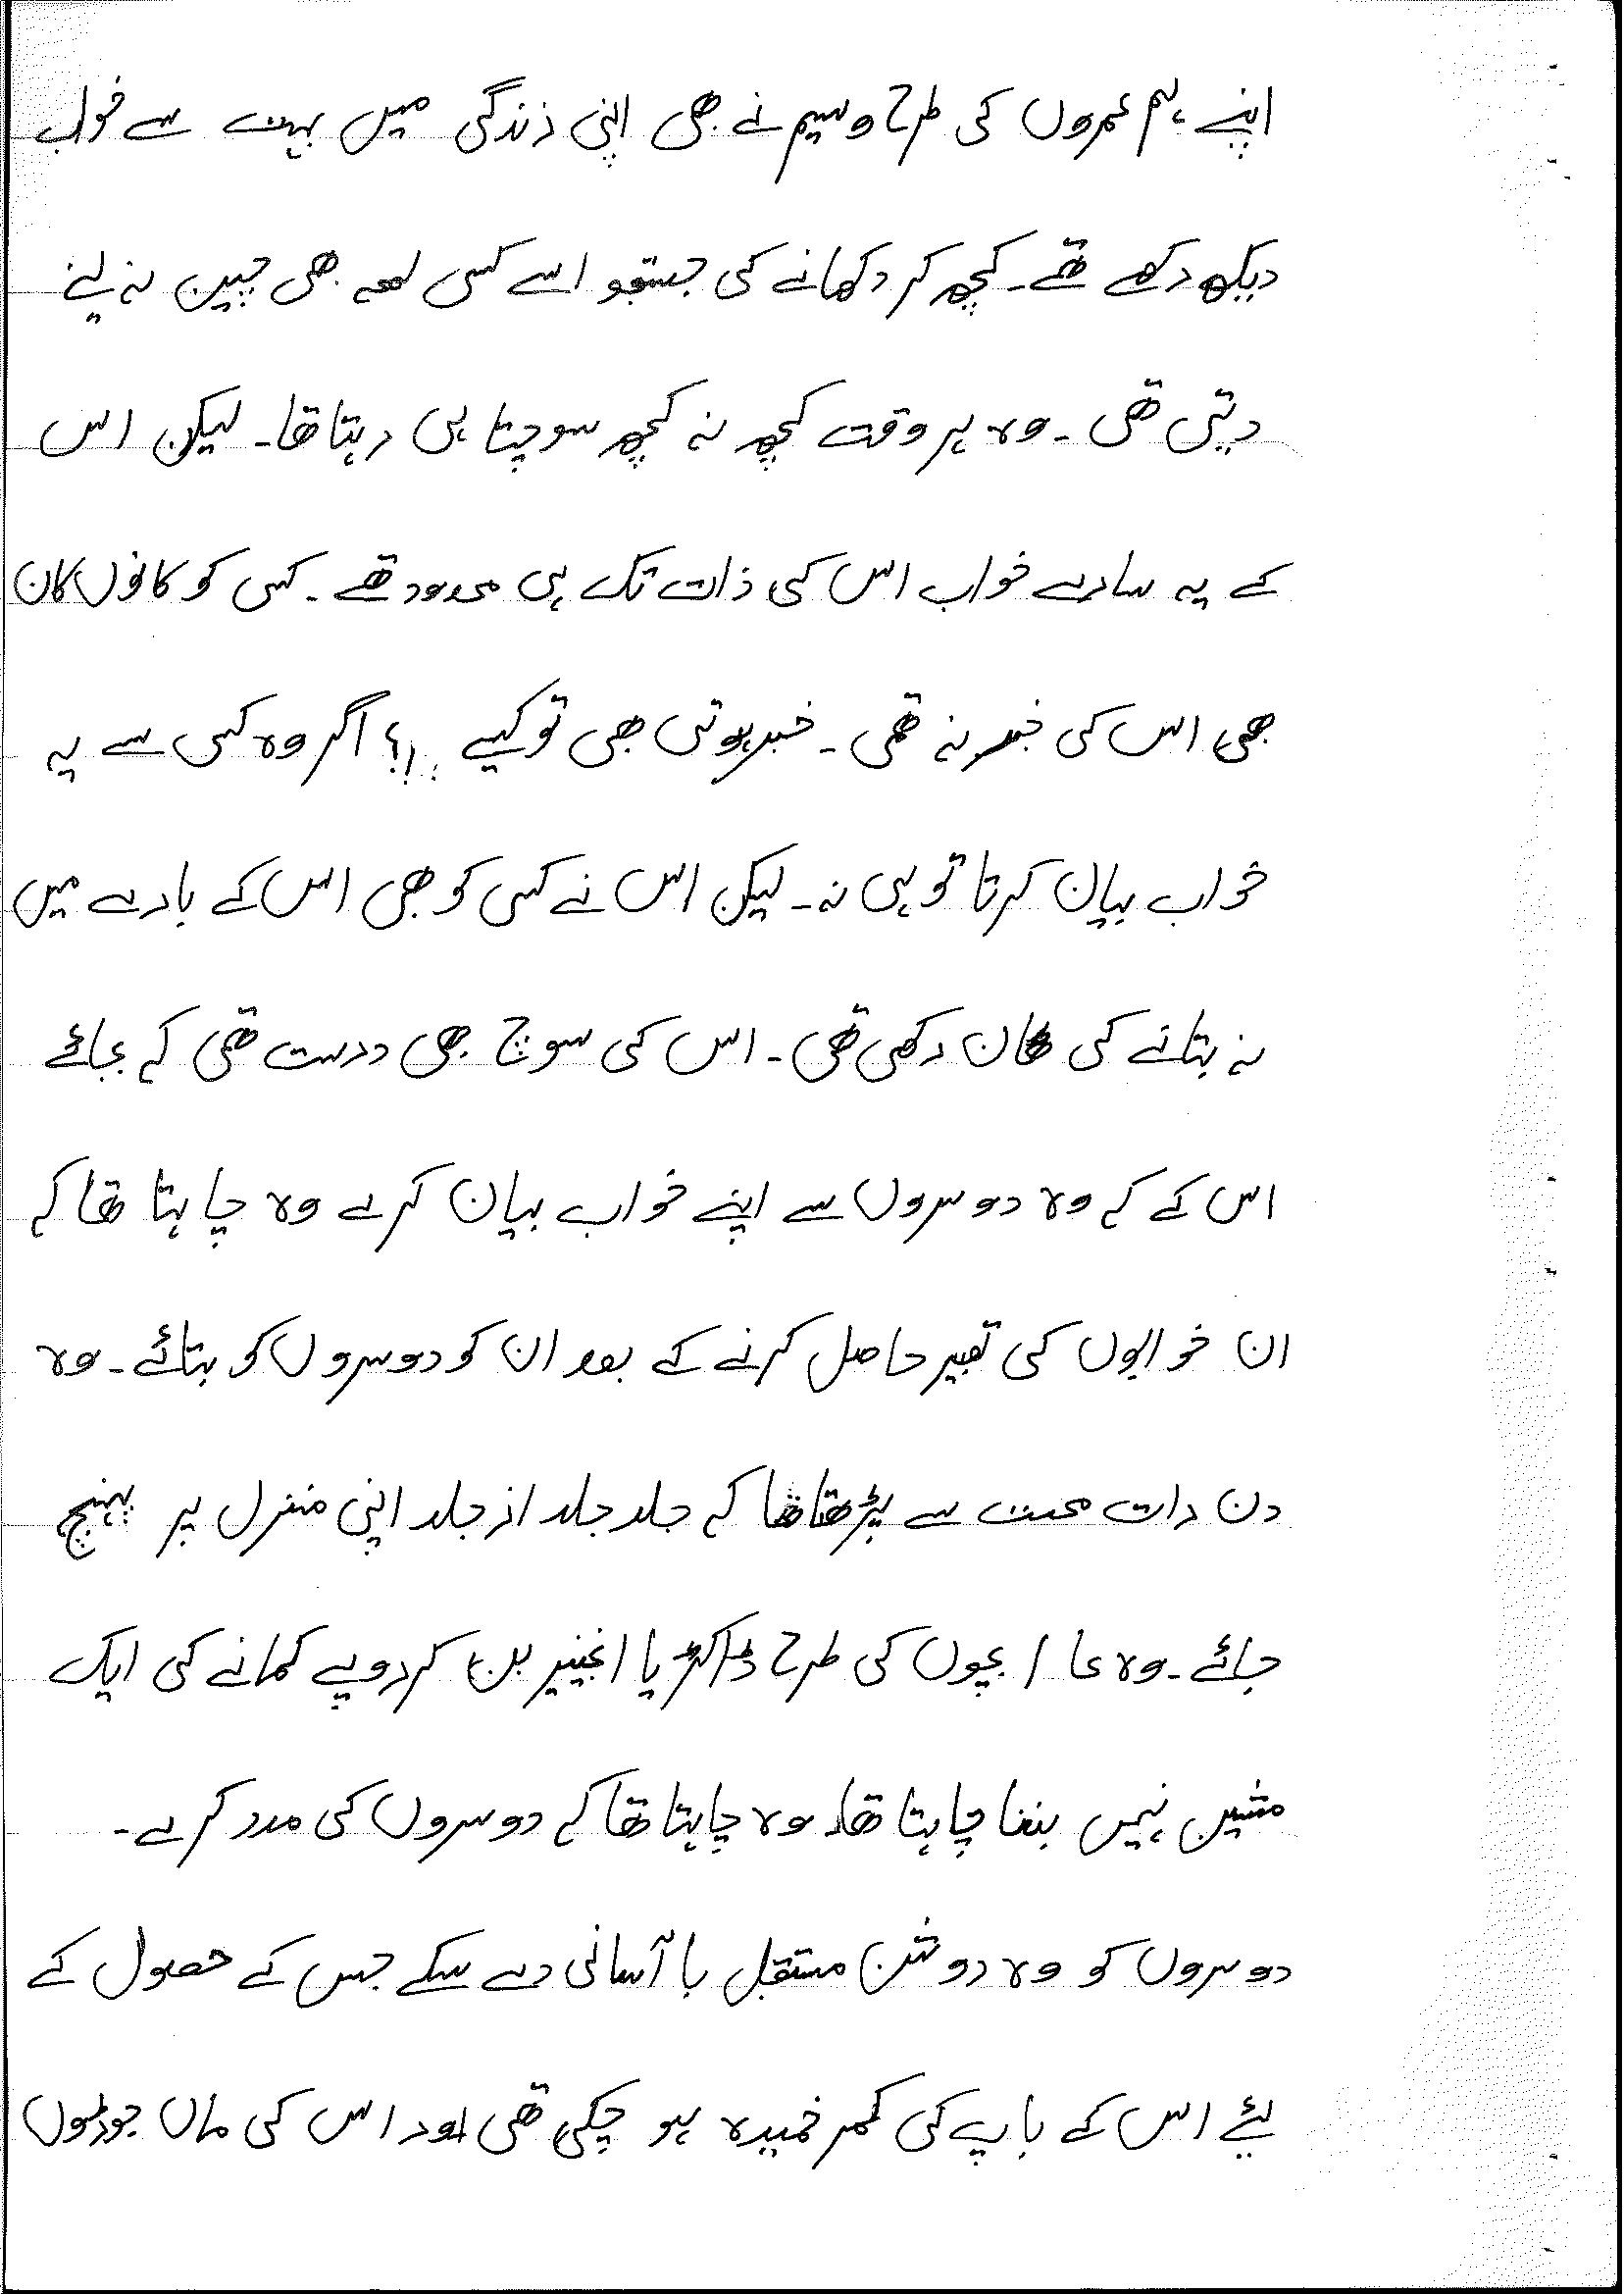 اپنے ہم عمروں کی طرح وسیم نے بھی اپنی زندگی میں بہت سے خواب
دیکھ رکھے تھے۔ کچھ کر دکھانے کی جستجو اسے کسی لمحہ بھی چین نہ لینے
دیتی تھی ۔ وہ ہر وقت کچھ نہ کچھ سوچتا ہی رہتا تھا۔ لیکن اس
کے یہ سارے خواب اس کی ذات تک ہی محدود تھے ۔ کسی کو کانوں کان
بھی اس کی خبر نہ تھی ۔ خبر ہوتی بھی تو کیسے ؟ اگر وہ کسی سے یہ
خواب بیان کرتا تو ہی نہ۔ لیکن اس نے کسی کو بھی اس کے بارے میں
نہ بتانے کی ٹھان رکھی تھی ۔ اس کی سوچ بھی درست تھی کہ بجائے
اس کے کہ وہ دوسروں سے اپنے خواب بیان کرے وہ چاہتا تھا کہ
ان خوابوں کی تعبیر حاصل کرنے کے بعد ان کو دوسروں کو بتائے ۔ وہ
دن رات محنت سے پڑھتا تھا کہ جلد جلد از جلد اپنی منزل پر پہنچ
جائے ۔ وہ عام بچوں کی طرح ڈاکٹر یا انجینیر بن کر روپے کمانے کی ایک
مشین نہیں بننا چاہتا تھا۔ وہ چاہتا تھا کہ دوسروں کی مدد کرے ۔
دوسروں کو وہ روشن مستقبل با آسانی دے سکے جس کے حصول کے
لئے اس کے باپ کی کمر خمیدہ ہو چکی تھی اور اس کی ماں جوڑوں